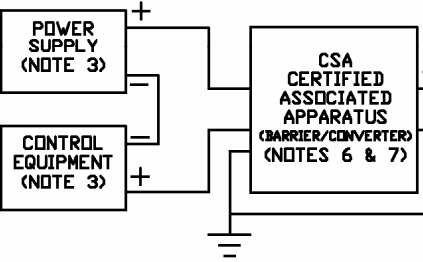 +
POWER
SUPPLY
(NOTE 3)
−
−
CONTROL
EQUIPMENT
(NOTE 3)
+
CSA
CERTIFIED
ASSOCIATED
APPARATUS
(BARRIER/CONVERTER)
(NOTES 6 & 7)